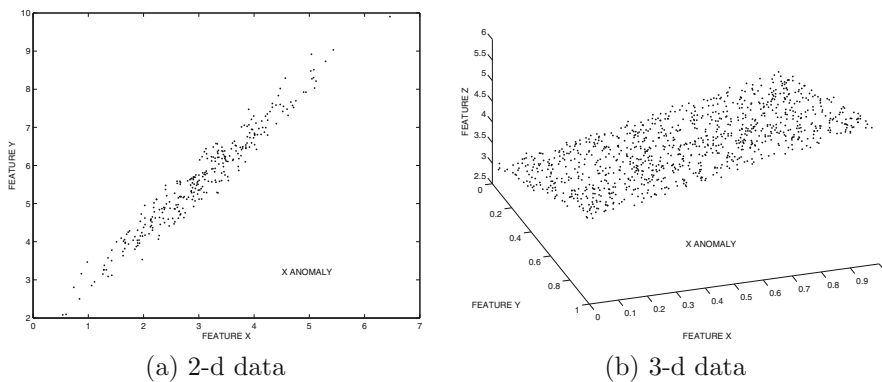 10
9
8
7
6
5
4
3
2
FEATURE Y
X ANOMALY
0 1 2 3 4 5 6 7
FEATURE X
(a) 2-d data
6
5.5
5
4.5
4
3.5
3
2.5
FEATURE Z
0
0.2
0.4
0.6
0.8
1
FEATURE Y
X ANOMALY
0 0.1 0.2 0.3 0.4 0.5 0.6 0.7 0.8 0.9
FEATURE X
(b) 3-d data